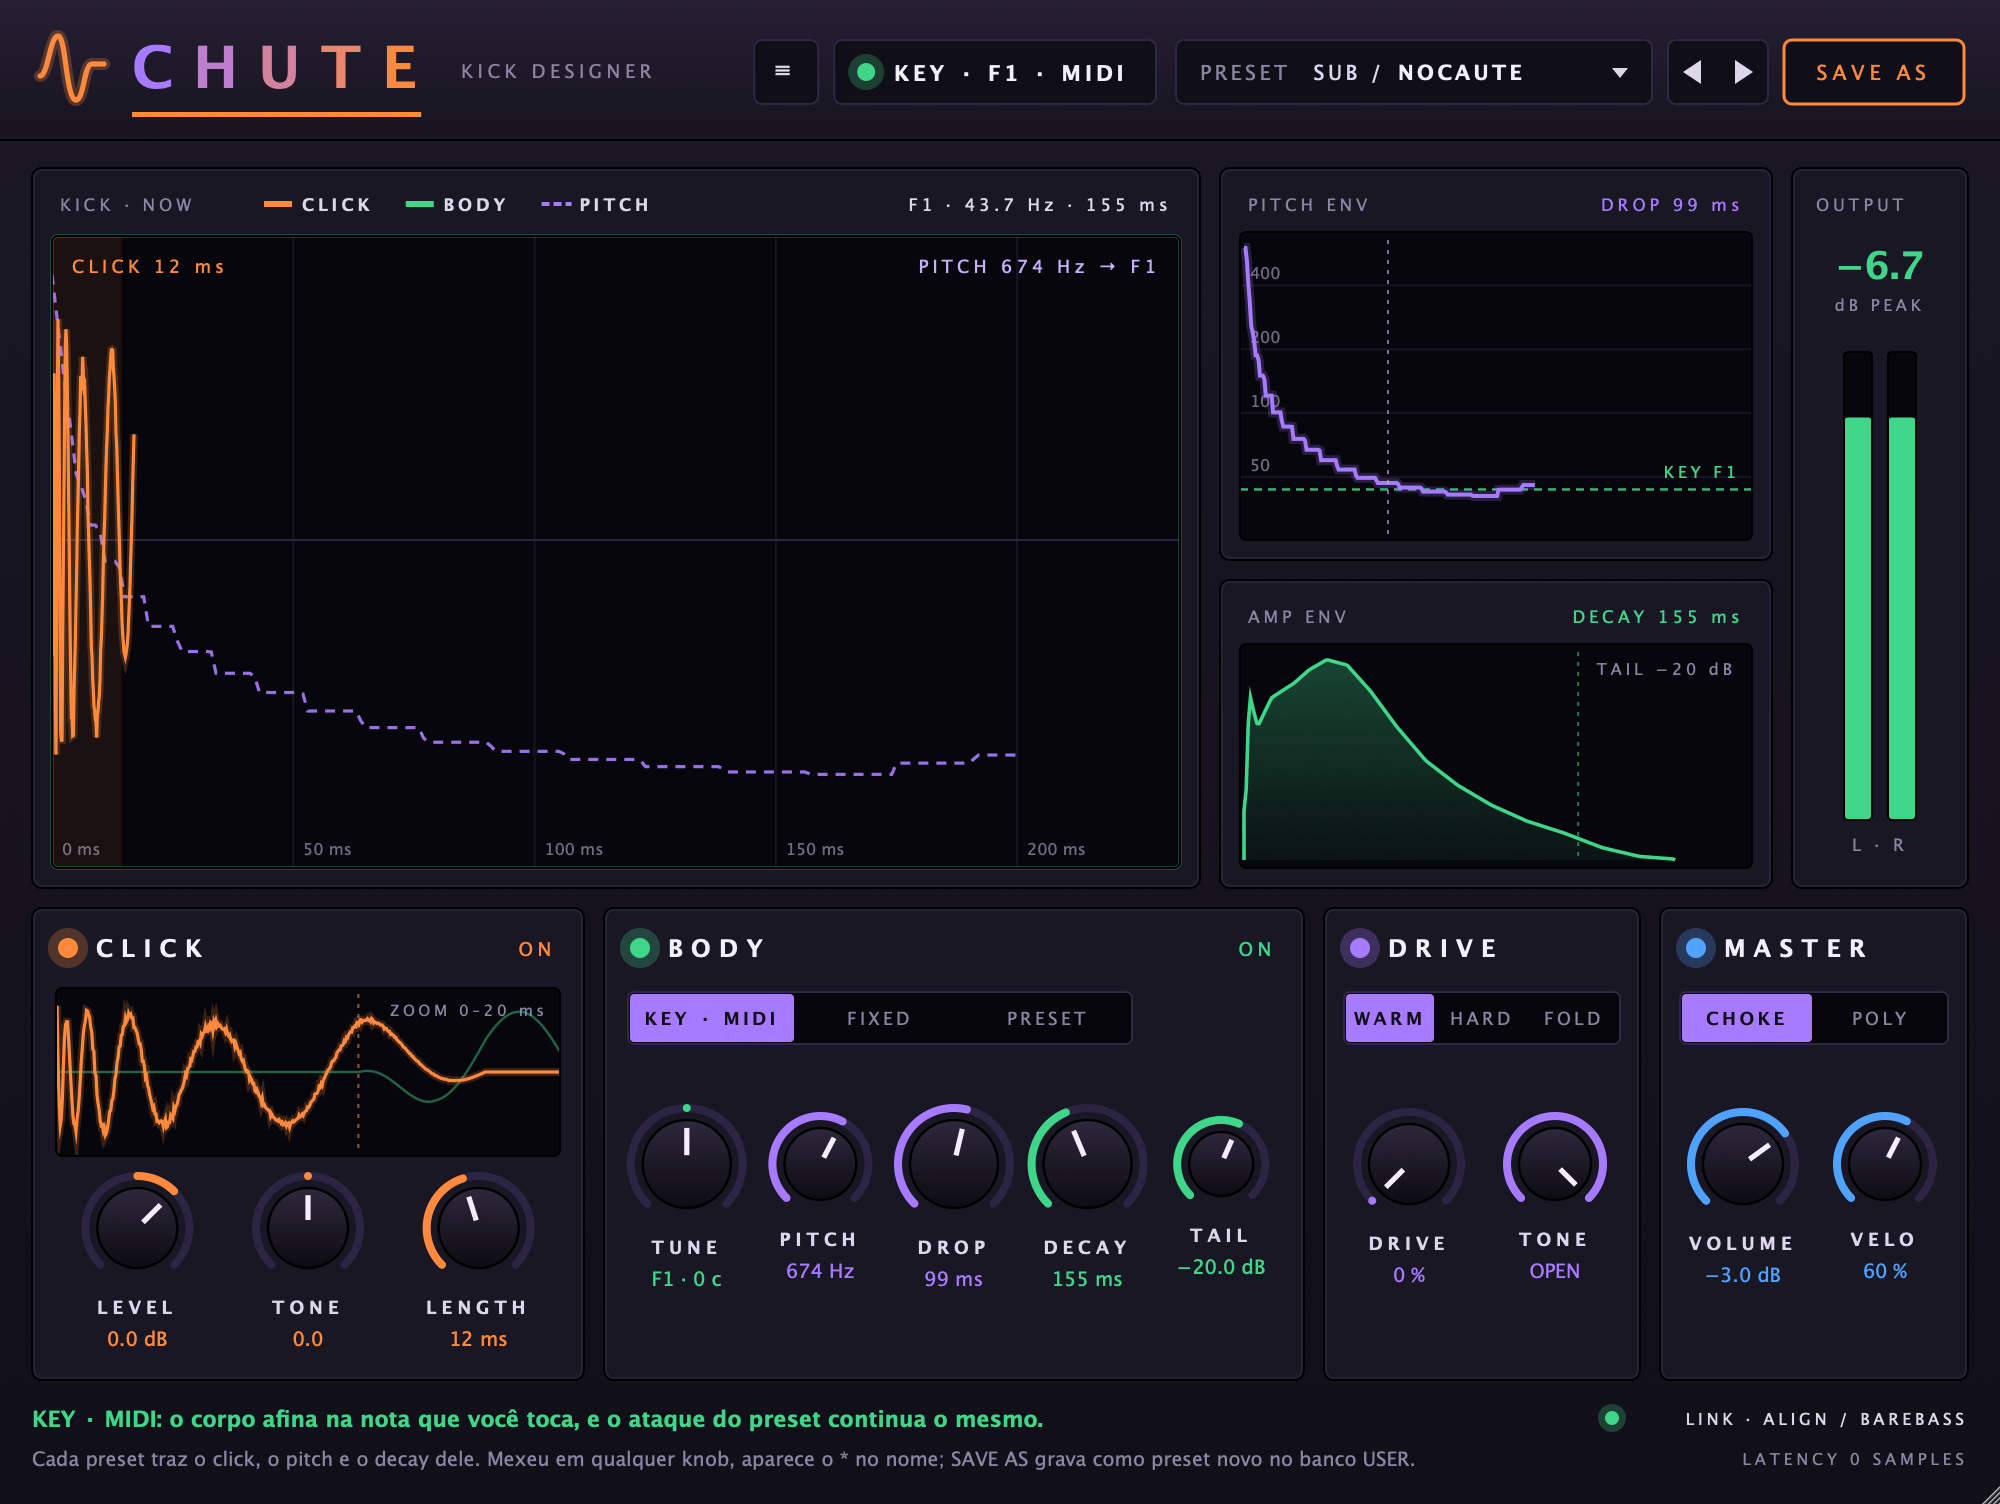 CHUTE KICK DESIGNER ≡ KEY · F1 · MIDI PRESET SUB / NOCAUTE SAVE AS
KICK · NOW CLICK BODY PITCH F1 · 43.7 Hz · 155 ms
CLICK 12 ms PITCH 674 Hz → F1
0 ms 50 ms 100 ms 150 ms 200 ms
PITCH ENV DROP 99 ms
400
200
100
50
KEY F1
AMP ENV DECAY 155 ms
TAIL −20 dB
OUTPUT
−6.7
dB PEAK
L · R
CLICK ON
ZOOM 0–20 ms
LEVEL TONE LENGTH
0.0 dB 0.0 12 ms
BODY ON
KEY · MIDI FIXED PRESET
TUNE PITCH DROP DECAY TAIL
F1 · 0 c 674 Hz 99 ms 155 ms −20.0 dB
DRIVE
WARM HARD FOLD
DRIVE TONE
0 % OPEN
MASTER
CHOKE POLY
VOLUME VELO
−3.0 dB 60 %
KEY · MIDI: o corpo afina na nota que você toca, e o ataque do preset continua o mesmo.
LINK · ALIGN / BAREBASS
Cada preset traz o click, o pitch e o decay dele. Mexeu em qualquer knob, aparece o * no nome; SAVE AS grava como preset novo no banco USER.
LATENCY 0 SAMPLES